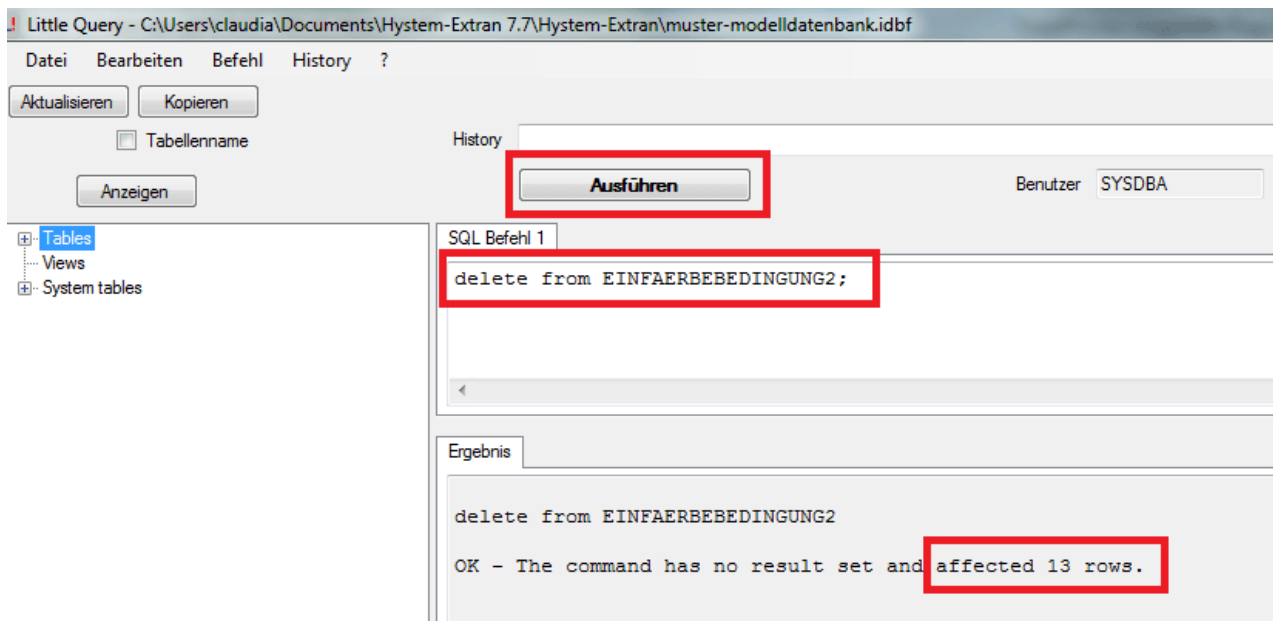 Little Query - C:\Users\claudia\Documents\Hystem-Extran 7.7\Hystem-Extran\muster-modelldatenbank.idbf
Datei Bearbeiten Befehl History ?
Aktualisieren Kopieren
Tabellenname
History
Anzeigen
Ausführen
Benutzer SYSDBA
Tables
Views
System tables
SQL Befehl 1
delete from EINFAERBEBEDINGUNG2;
Ergebnis
delete from EINFAERBEBEDINGUNG2
OK - The command has no result set and affected 13 rows.